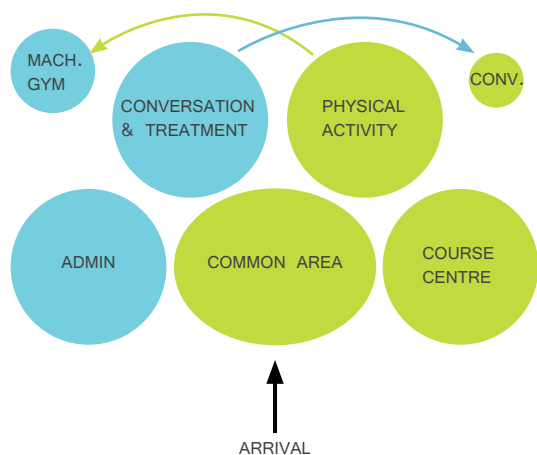 MACH.
GYM
CONVERSATION
& TREATMENT
PHYSICAL
ACTIVITY
CONV.
ADMIN
COMMON AREA
COURSE
CENTRE
ARRIVAL